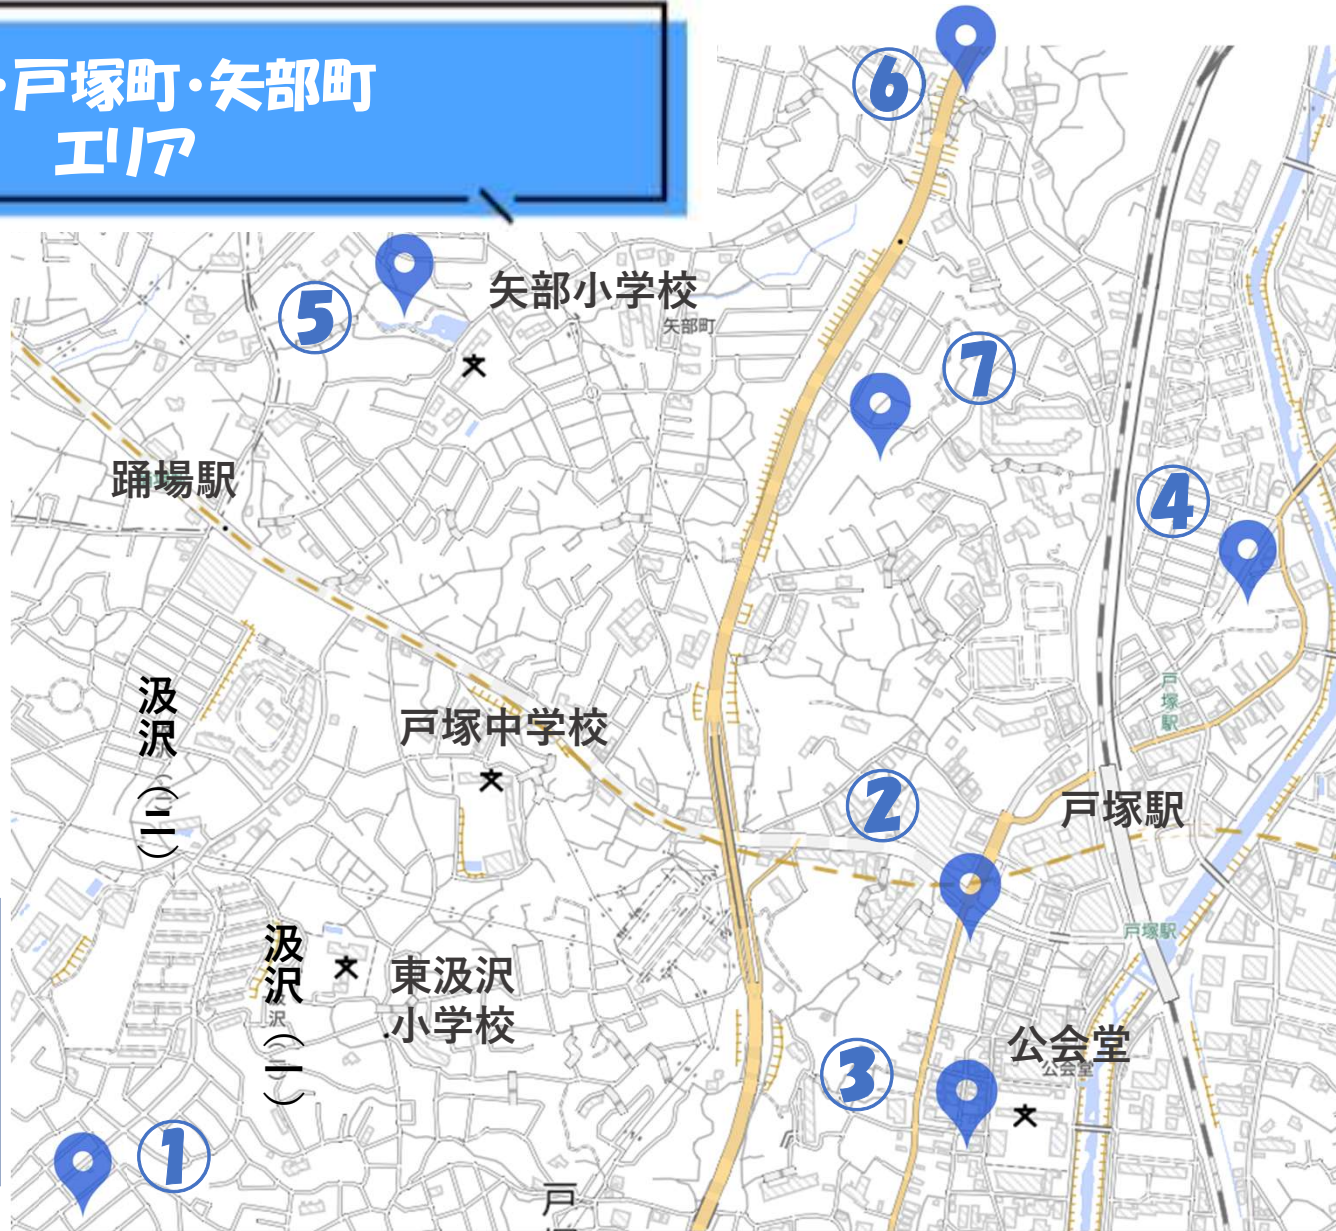 ・戸塚町・矢部町
エリア
⑥
⑤
矢部小学校
矢部町
⑦
踊場駅
④
汲沢（二）
戸塚中学校
戸塚駅
②
戸塚駅
戸塚駅
汲沢（一）
沢
東汲沢
小学校
③
公会堂
公会堂
①
戸